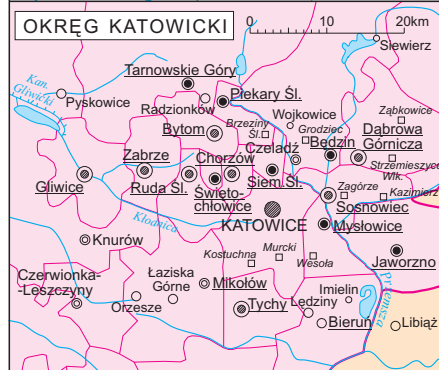 OKRĘG KATOWICKI
0 10 20km
Siewierz
Kan.
Gliwicki
Tarnowskie Góry
Pyskowice
Radzionków
Piekary Śl.
Wojkowice
Ząbkowice
Brzeziny
Śl.
Grodziec
Bytom
Czeladź
Będzin
Dąbrowa
Górnicza
Zabrze
Chorzów
Strzemieszyce
Wlk.
Gliwice
Ruda Śl.
Święto-
chłowice
Siem.Śl.
Zagórze
Kazimierz
Sosnowiec
Kłodnica
KATOWICE
Mysłowice
Knurów
Kostuchna
Murcki
Wesoła
Jaworzno
Czerwionka-
-Leszczyny
Łaziska
Górne
Mikołów
Imielin
Przemsza
Orzesze
Tychy
Lędziny
Bieruń
Libiąż